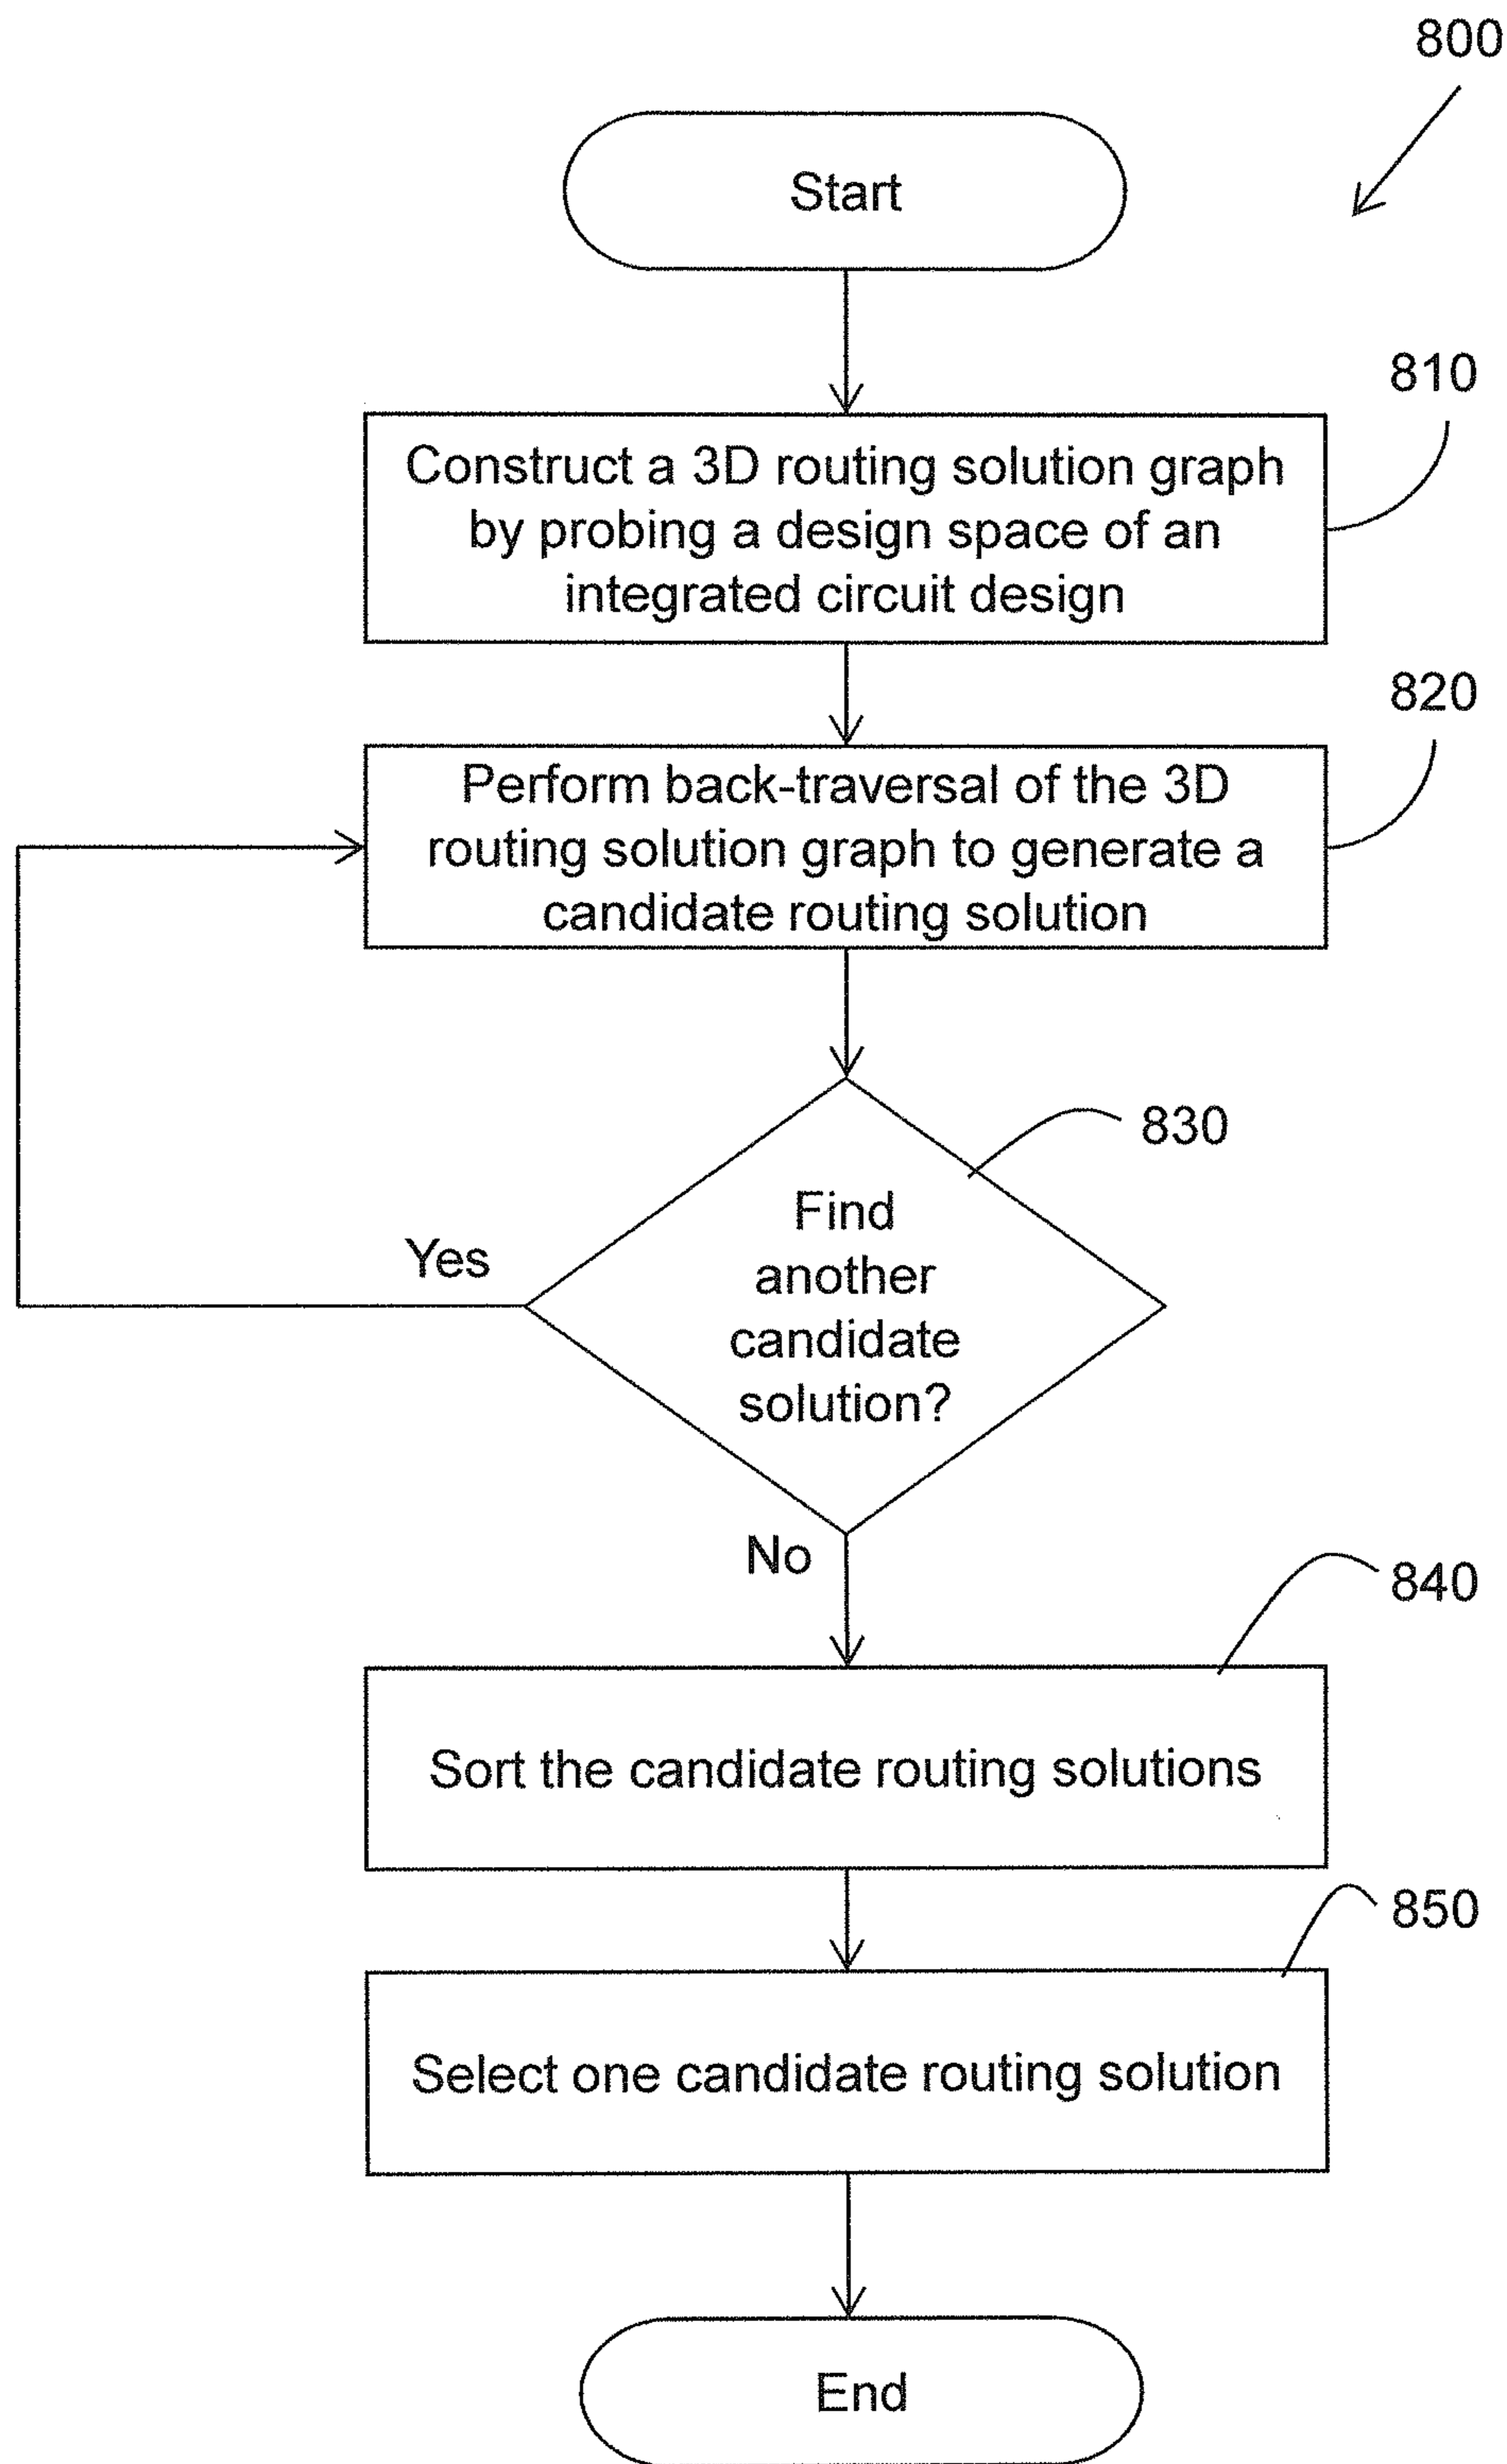 800
Start
810
Construct a 3D routing solution graph
by probing a design space of an
integrated circuit design
820
Perform back-traversal of the 3D
routing solution graph to generate a
candidate routing solution
830
Find
another
candidate
solution?
Yes
No
840
Sort the candidate routing solutions
850
Select one candidate routing solution
End